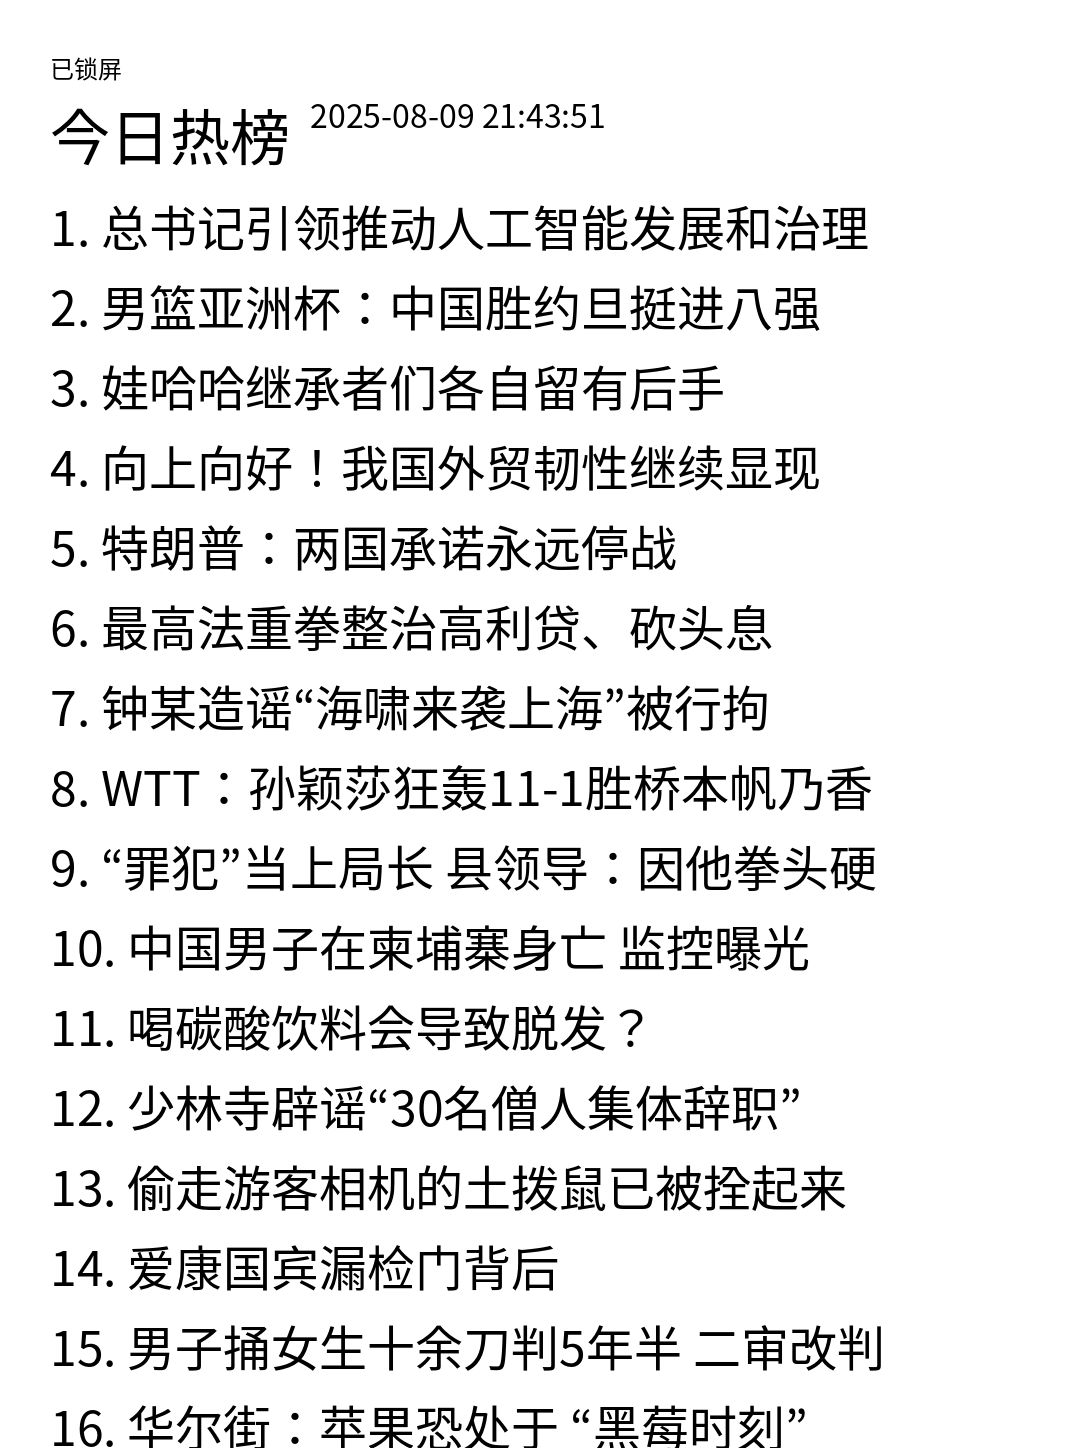 已锁屏
今日热榜 2025-08-09 21:43:51
1. 总书记引领推动人工智能发展和治理
2. 男篮亚洲杯：中国胜约旦挺进八强
3. 娃哈哈继承者们各自留有后手
4. 向上向好！我国外贸韧性继续显现
5. 特朗普：两国承诺永远停战
6. 最高法重拳整治高利贷、砍头息
7. 钟某造谣“海啸来袭上海”被行拘
8. WTT：孙颖莎狂轰11-1胜桥本帆乃香
9. “罪犯”当上局长 县领导：因他拳头硬
10. 中国男子在柬埔寨身亡 监控曝光
11. 喝碳酸饮料会导致脱发？
12. 少林寺辟谣“30名僧人集体辞职”
13. 偷走游客相机的土拨鼠已被拴起来
14. 爱康国宾漏检门背后
15. 男子捅女生十余刀判5年半 二审改判
16. 华尔街：苹果恐处于 “黑莓时刻”